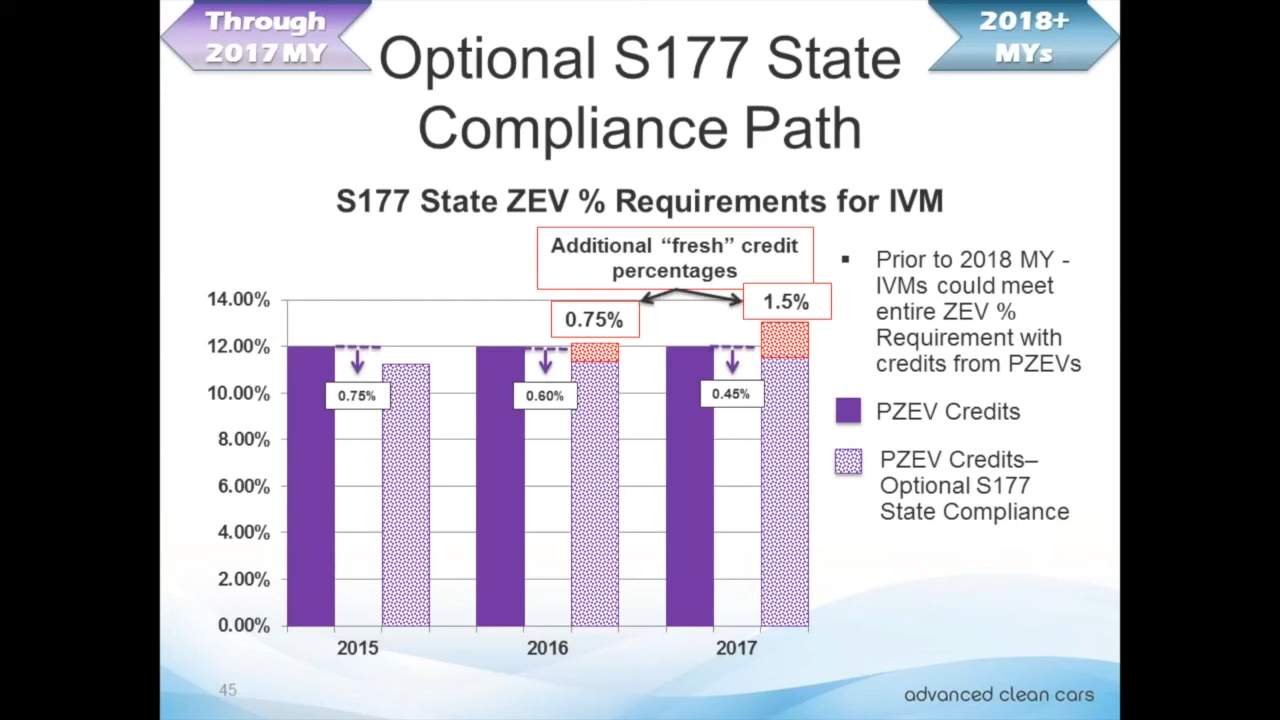 Through
2017 MY
2018+
MYs
Optional S177 State
Compliance Path
S177 State ZEV % Requirements for IVM
Additional “fresh” credit
percentages
0.75%
1.5%
14.00%
12.00%
10.00%
8.00%
6.00%
4.00%
2.00%
0.00%
0.75%
0.60%
0.45%
2015
2016
2017
▪ Prior to 2018 MY -
IVMs could meet
entire ZEV %
Requirement with
credits from PZEVs
PZEV Credits
PZEV Credits–
Optional S177
State Compliance
45
advanced clean cars